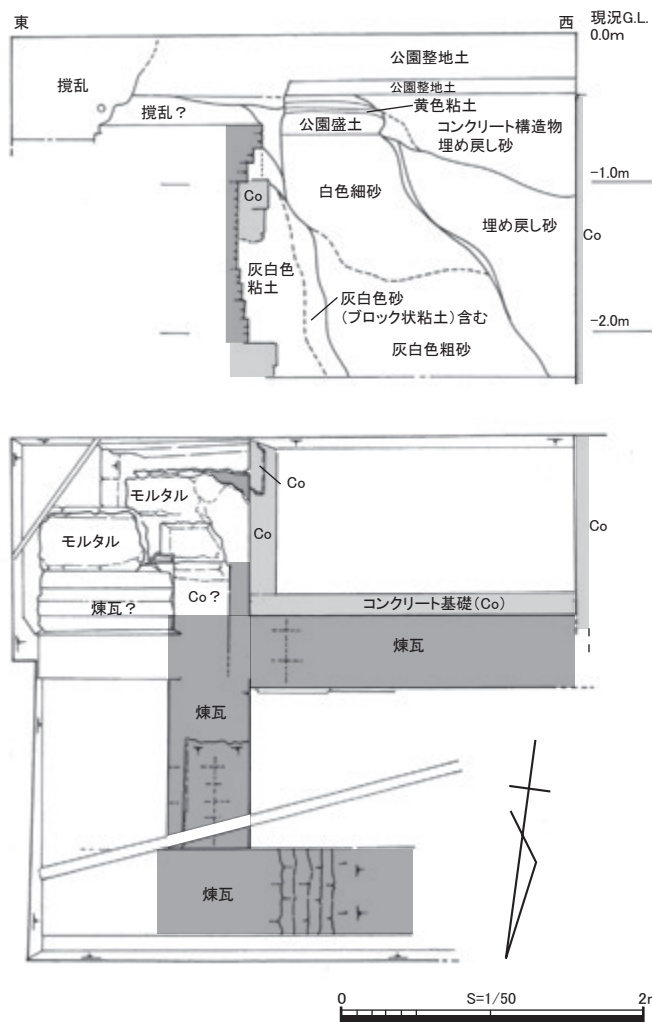 東
西
現況G.L.
0.0m
公園整地土
撹乱
公園整地土
黄色粘土
撹乱？
公園盛土
コンクリート構造物
埋め戻し砂
-1.0m
Co
白色細砂
埋め戻し砂
Co
灰白色
粘土
灰白色砂
（ブロック状粘土）含む
-2.0m
灰白色粗砂
Co
モルタル
Co
Co
モルタル
煉瓦？
Co？
コンクリート基礎（Co）
煉瓦
煉瓦
煉瓦
0
S=1/50
2m